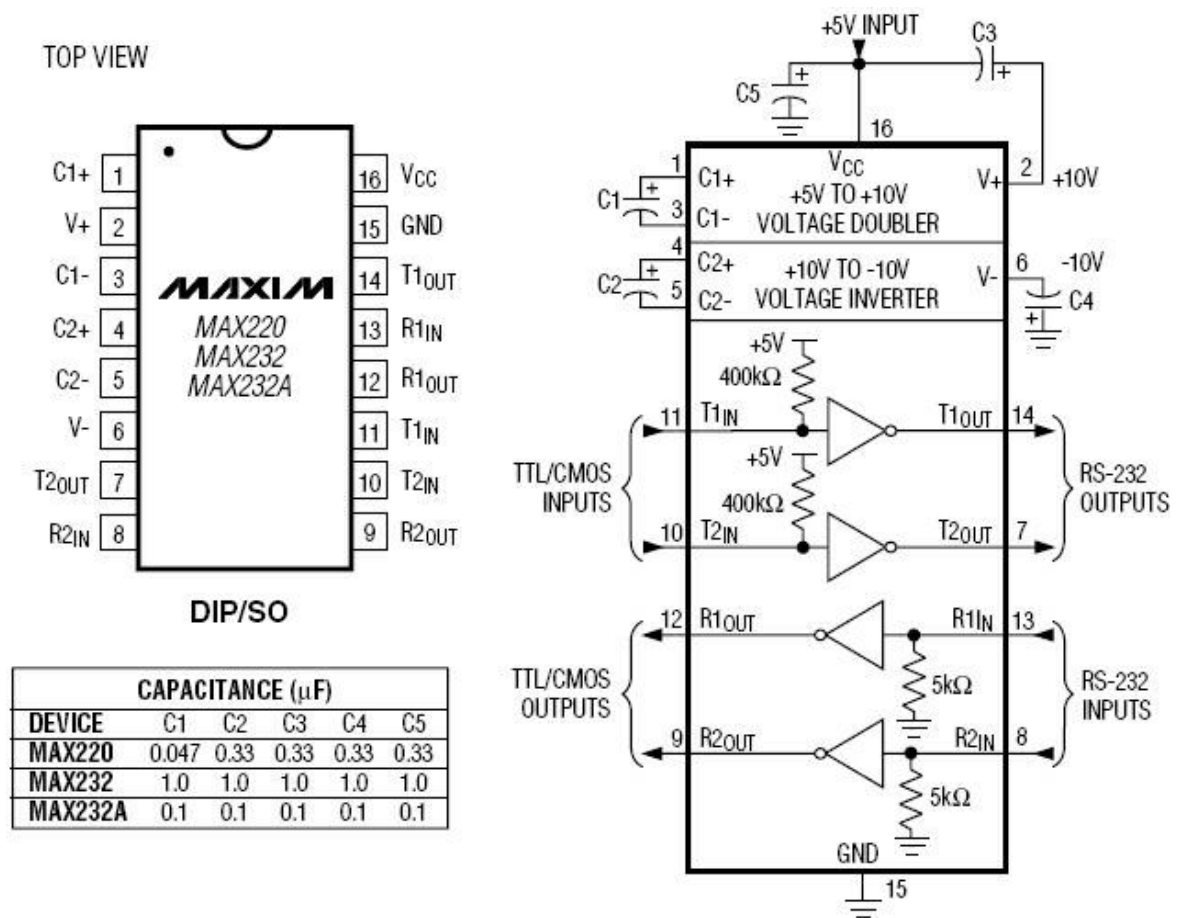 TOP VIEW
C1+ 1
V+ 2
C1- 3
C2+ 4
C2- 5
V- 6
T2OUT 7
R2IN 8
16 VCC
15 GND
14 T1OUT
13 R1IN
12 R1OUT
11 T1IN
10 T2IN
9 R2OUT
MAXIM
MAX220
MAX232
MAX232A
DIP/SO
CAPACITANCE (µF)
DEVICE C1 C2 C3 C4 C5
MAX220 0.047 0.33 0.33 0.33 0.33
MAX232 1.0 1.0 1.0 1.0 1.0
MAX232A 0.1 0.1 0.1 0.1 0.1
+5V INPUT
C3
+
+
C5
16
VCC
1
C1+
+
C1
3
C1-
+5V TO +10V
VOLTAGE DOUBLER
V+
2
+10V
4
C2+
+
C2
5
C2-
+10V TO -10V
VOLTAGE INVERTER
V-
6
-10V
C4
+
+5V
400kΩ
11 T1IN
T1OUT 14
+5V
400kΩ
10 T2IN
T2OUT 7
TTL/CMOS
INPUTS
RS-232
OUTPUTS
12 R1OUT
R1IN 13
5kΩ
9 R2OUT
R2IN 8
5kΩ
TTL/CMOS
OUTPUTS
RS-232
INPUTS
GND
15